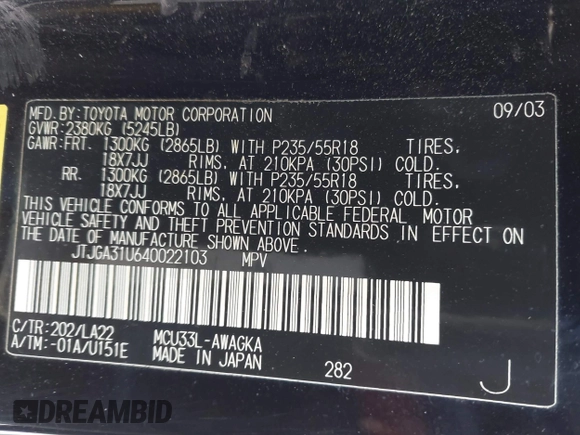 MFD.BY:TOYOTA MOTOR CORPORATION 09/03
GVWR:2380KG (5245LB)
GAWR:FRT. 1300KG (2865LB) WITH P235/55R18 TIRES,
18X7JJ RIMS, AT 210KPA (30PSI) COLD.
RR. 1300KG (2865LB) WITH P235/55R18 TIRES,
18X7JJ RIMS, AT 210KPA (30PSI) COLD.
THIS VEHICLE CONFORMS TO ALL APPLICABLE FEDERAL MOTOR
VEHICLE SAFETY AND THEFT PREVENTION STANDARDS IN EFFECT ON
THE DATE OF MANUFACTURE SHOWN ABOVE.
JTJGA31U640022103 MPV
C/TR:202/LA22 MCU33L-AWAGKA
A/TM:-01A/U151E MADE IN JAPAN 282 J
DREAMBID